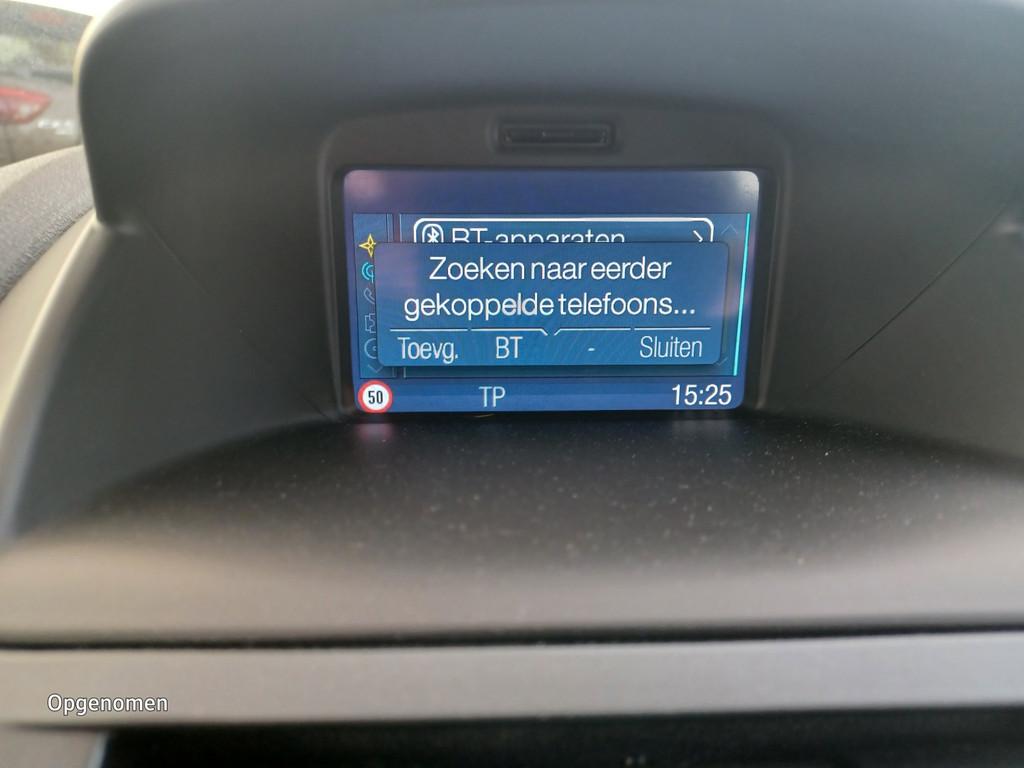 BT-apparaten
Zoeken naar eerder
gekoppelde telefoons...
Toevg. BT - Sluiten
50 TP 15:25
Opgenomen